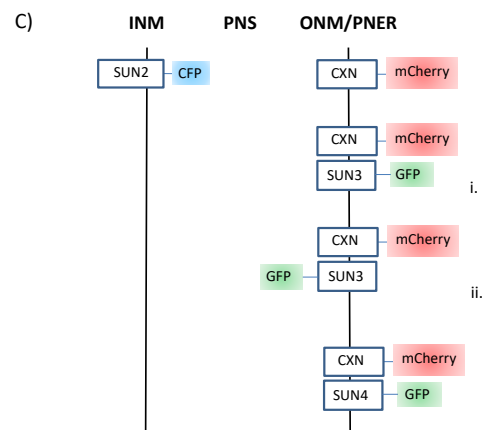 C) INM PNS ONM/PNER
SUN2 CFP CXN mCherry
CXN mCherry
SUN3 GFP i.
CXN mCherry
GFP SUN3 ii.
CXN mCherry
SUN4 GFP